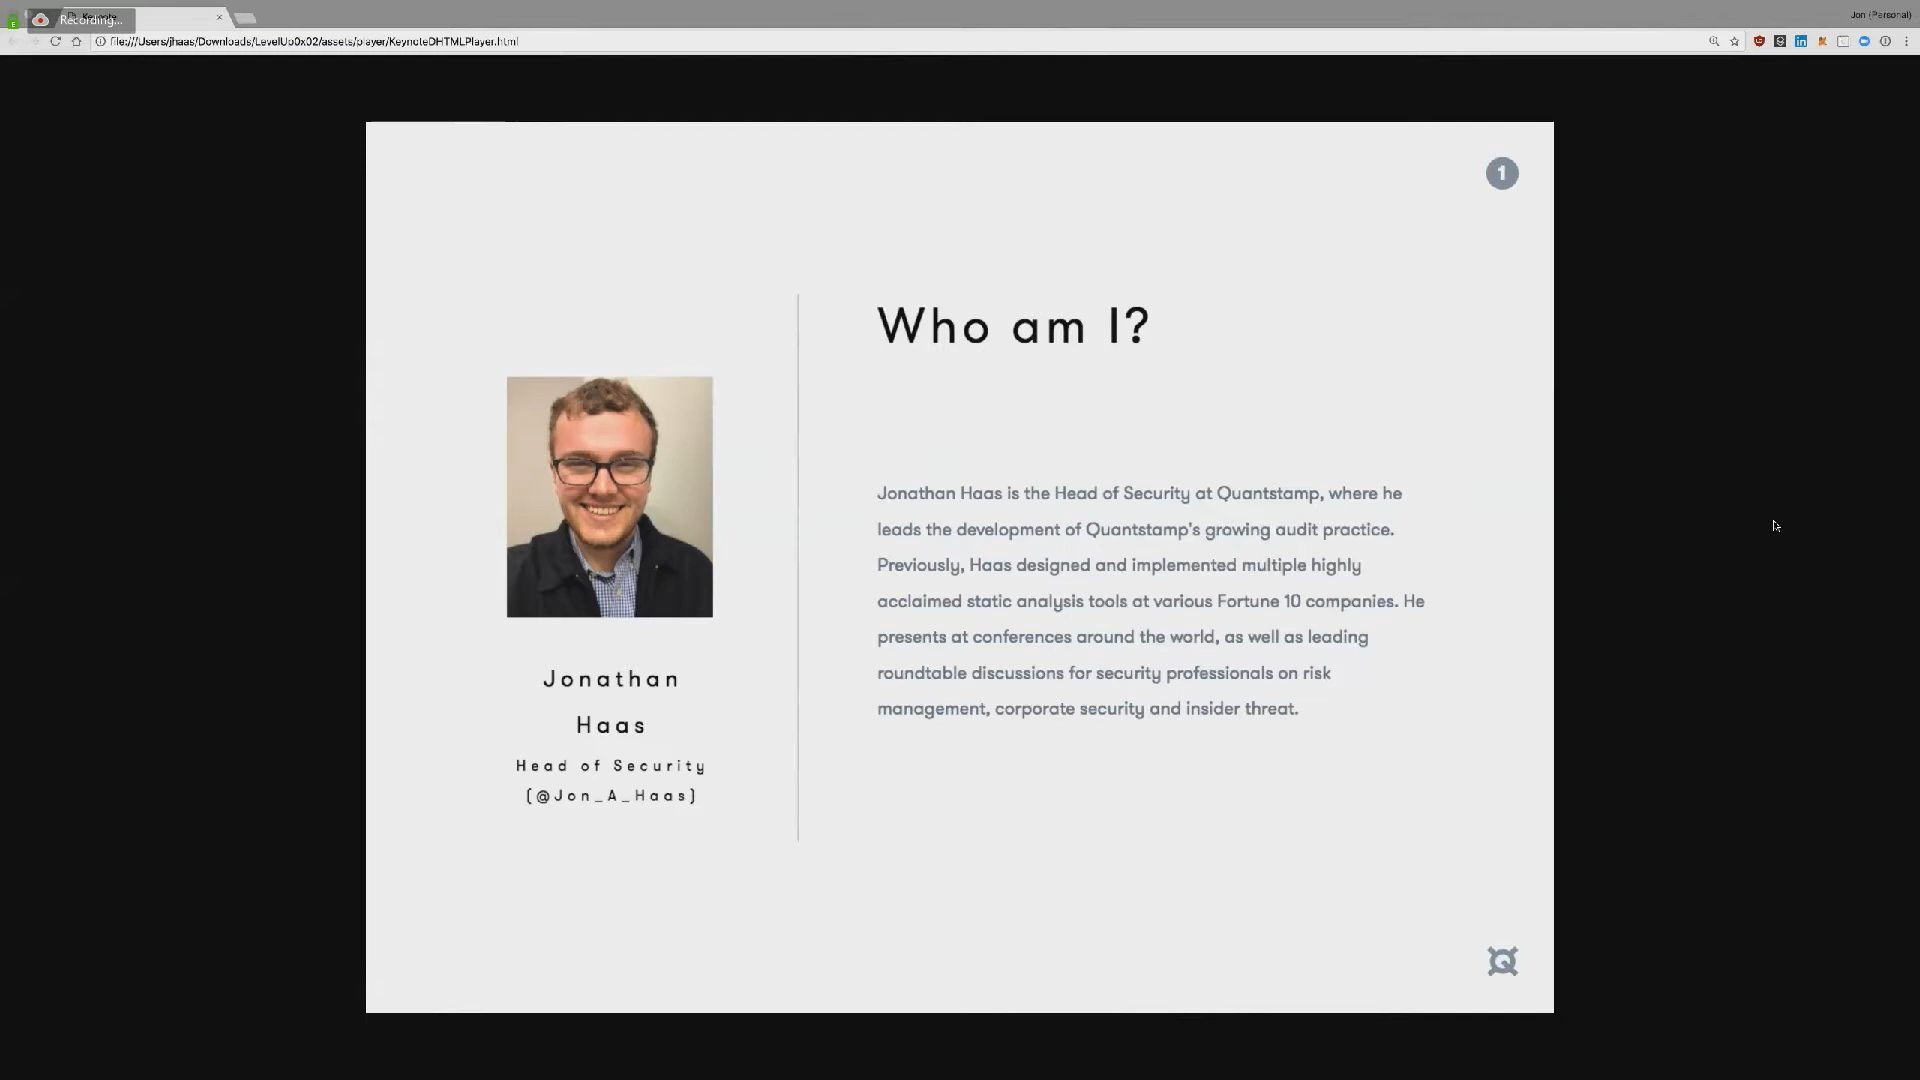 Recording...
Jon (Personal)
file:///Users/jhaas/Downloads/LevelUp0x02/assets/player/KeynoteDHTMLPlayer.html
1
Who am I?
Jonathan Haas is the Head of Security at Quantstamp, where he
leads the development of Quantstamp's growing audit practice.
Previously, Haas designed and implemented multiple highly
acclaimed static analysis tools at various Fortune 10 companies. He
presents at conferences around the world, as well as leading
roundtable discussions for security professionals on risk
management, corporate security and insider threat.
Jonathan
Haas
Head of Security
(@Jon_A_Haas)